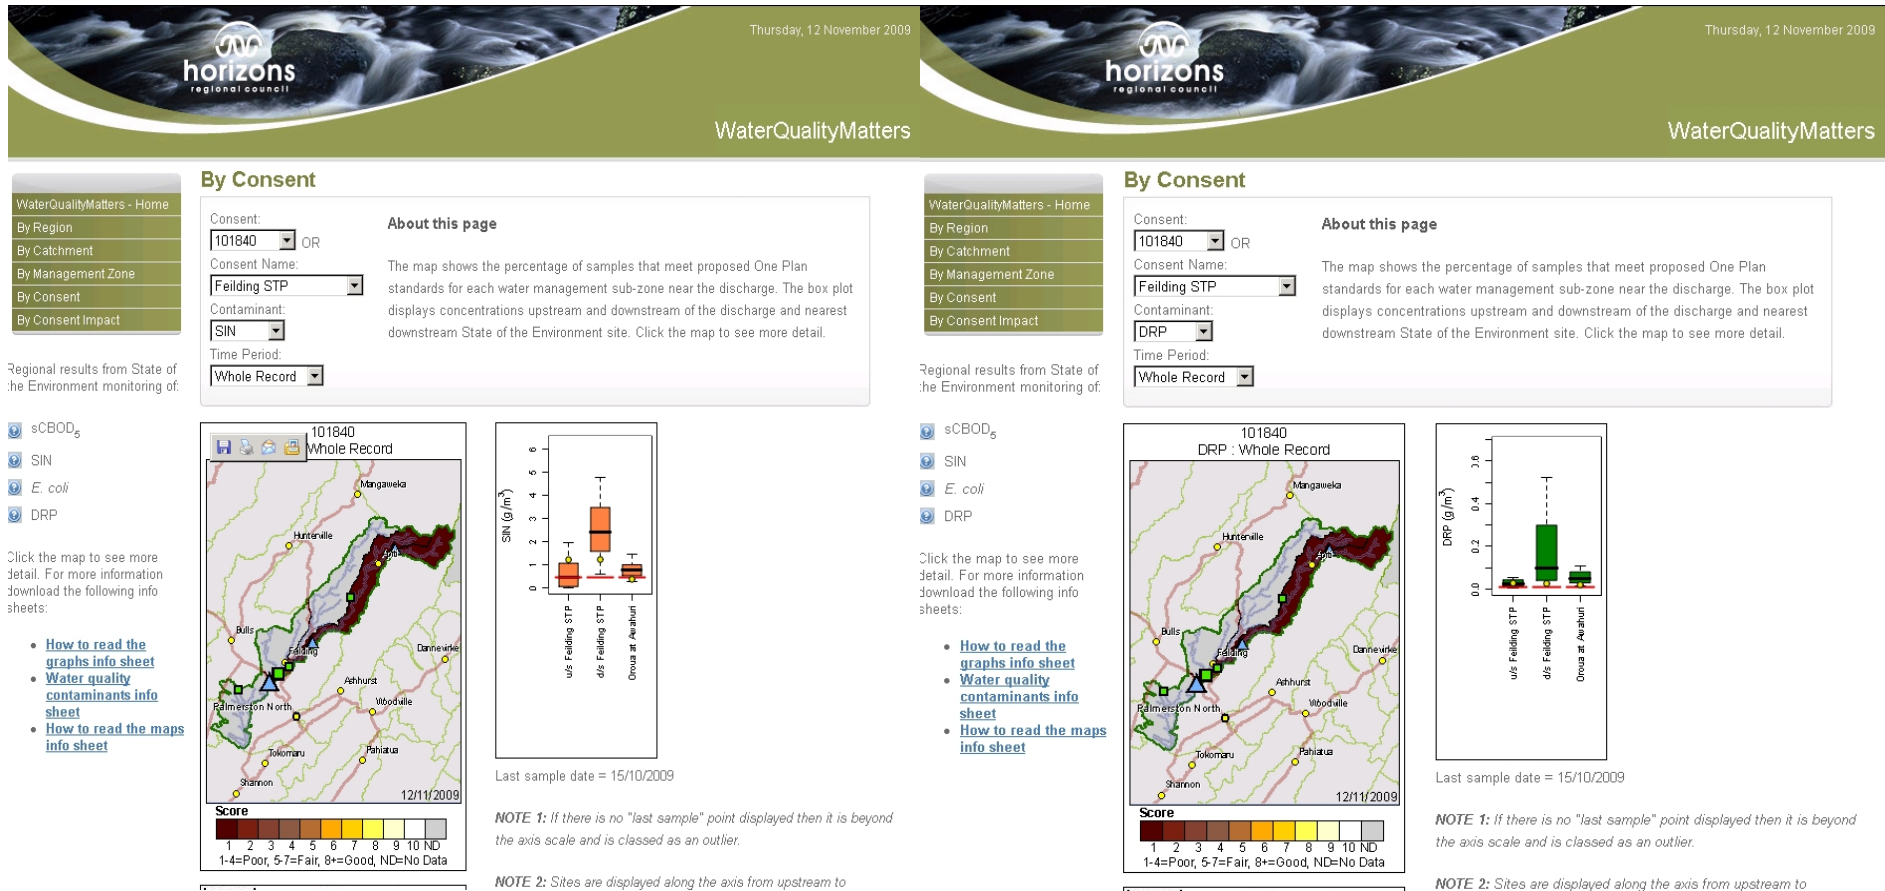 Thursday, 12 November 2009
horizons
regional council
WaterQualityMatters
WaterQualityMatters - Home
By Region
By Catchment
By Management Zone
By Consent
By Consent Impact
Regional results from State of
the Environment monitoring of:
sCBOD5
SIN
E. coli
DRP
Click the map to see more
detail. For more information
download the following info
sheets:
How to read the
graphs info sheet
Water quality
contaminants info
sheet
How to read the maps
info sheet
By Consent
Consent:
101840 OR
Consent Name:
Feilding STP
Contaminant:
SIN
Time Period:
Whole Record
About this page
The map shows the percentage of samples that meet proposed One Plan
standards for each water management sub-zone near the discharge. The box plot
displays concentrations upstream and downstream of the discharge and nearest
downstream State of the Environment site. Click the map to see more detail.
101840
Whole Record
Mangaweka
Hunterville
Apiti
Bulls
Feilding
Dannevirke
Ashhurst
Palmerston North
Woodville
Tokomaru
Pahiatua
Shannon
12/11/2009
Score
1 2 3 4 5 6 7 8 9 10 ND
1-4=Poor, 5-7=Fair, 8+=Good, ND=No Data
SIN (g/m3)
6
5
4
3
2
1
0
u/s Feilding STP
d/s Feilding STP
Oroua at Awahuri
Last sample date = 15/10/2009
NOTE 1: If there is no "last sample" point displayed then it is beyond
the axis scale and is classed as an outlier.
NOTE 2: Sites are displayed along the axis from upstream to
Thursday, 12 November 2009
horizons
regional council
WaterQualityMatters
WaterQualityMatters - Home
By Region
By Catchment
By Management Zone
By Consent
By Consent Impact
Regional results from State of
the Environment monitoring of:
sCBOD5
SIN
E. coli
DRP
Click the map to see more
detail. For more information
download the following info
sheets:
How to read the
graphs info sheet
Water quality
contaminants info
sheet
How to read the maps
info sheet
By Consent
Consent:
101840 OR
Consent Name:
Feilding STP
Contaminant:
DRP
Time Period:
Whole Record
About this page
The map shows the percentage of samples that meet proposed One Plan
standards for each water management sub-zone near the discharge. The box plot
displays concentrations upstream and downstream of the discharge and nearest
downstream State of the Environment site. Click the map to see more detail.
101840
DRP : Whole Record
Mangaweka
Hunterville
Apiti
Bulls
Feilding
Dannevirke
Ashhurst
Palmerston North
Woodville
Tokomaru
Pahiatua
Shannon
12/11/2009
Score
1 2 3 4 5 6 7 8 9 10 ND
1-4=Poor, 5-7=Fair, 8+=Good, ND=No Data
DRP (g/m3)
0.6
0.4
0.2
0.0
u/s Feilding STP
d/s Feilding STP
Oroua at Awahuri
Last sample date = 15/10/2009
NOTE 1: If there is no "last sample" point displayed then it is beyond
the axis scale and is classed as an outlier.
NOTE 2: Sites are displayed along the axis from upstream to